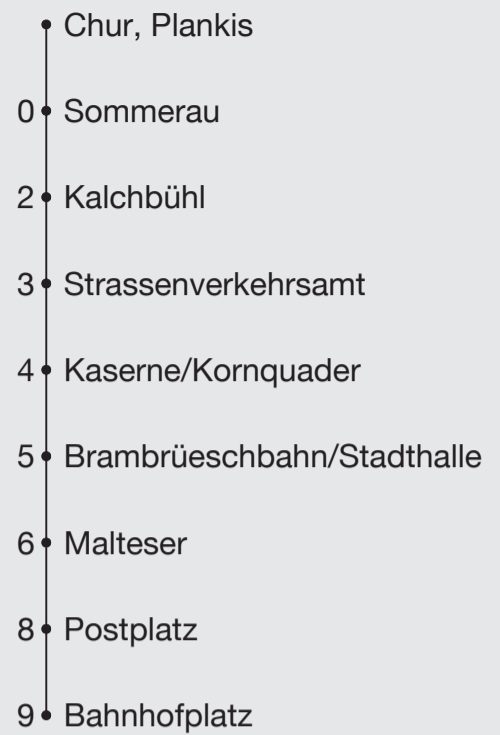 Chur, Plankis
0 Sommerau
2 Kalchbühl
3 Strassenverkehrsamt
4 Kaserne/Kornquader
5 Brambrüeschbahn/Stadthalle
6 Malteser
8 Postplatz
9 Bahnhofplatz